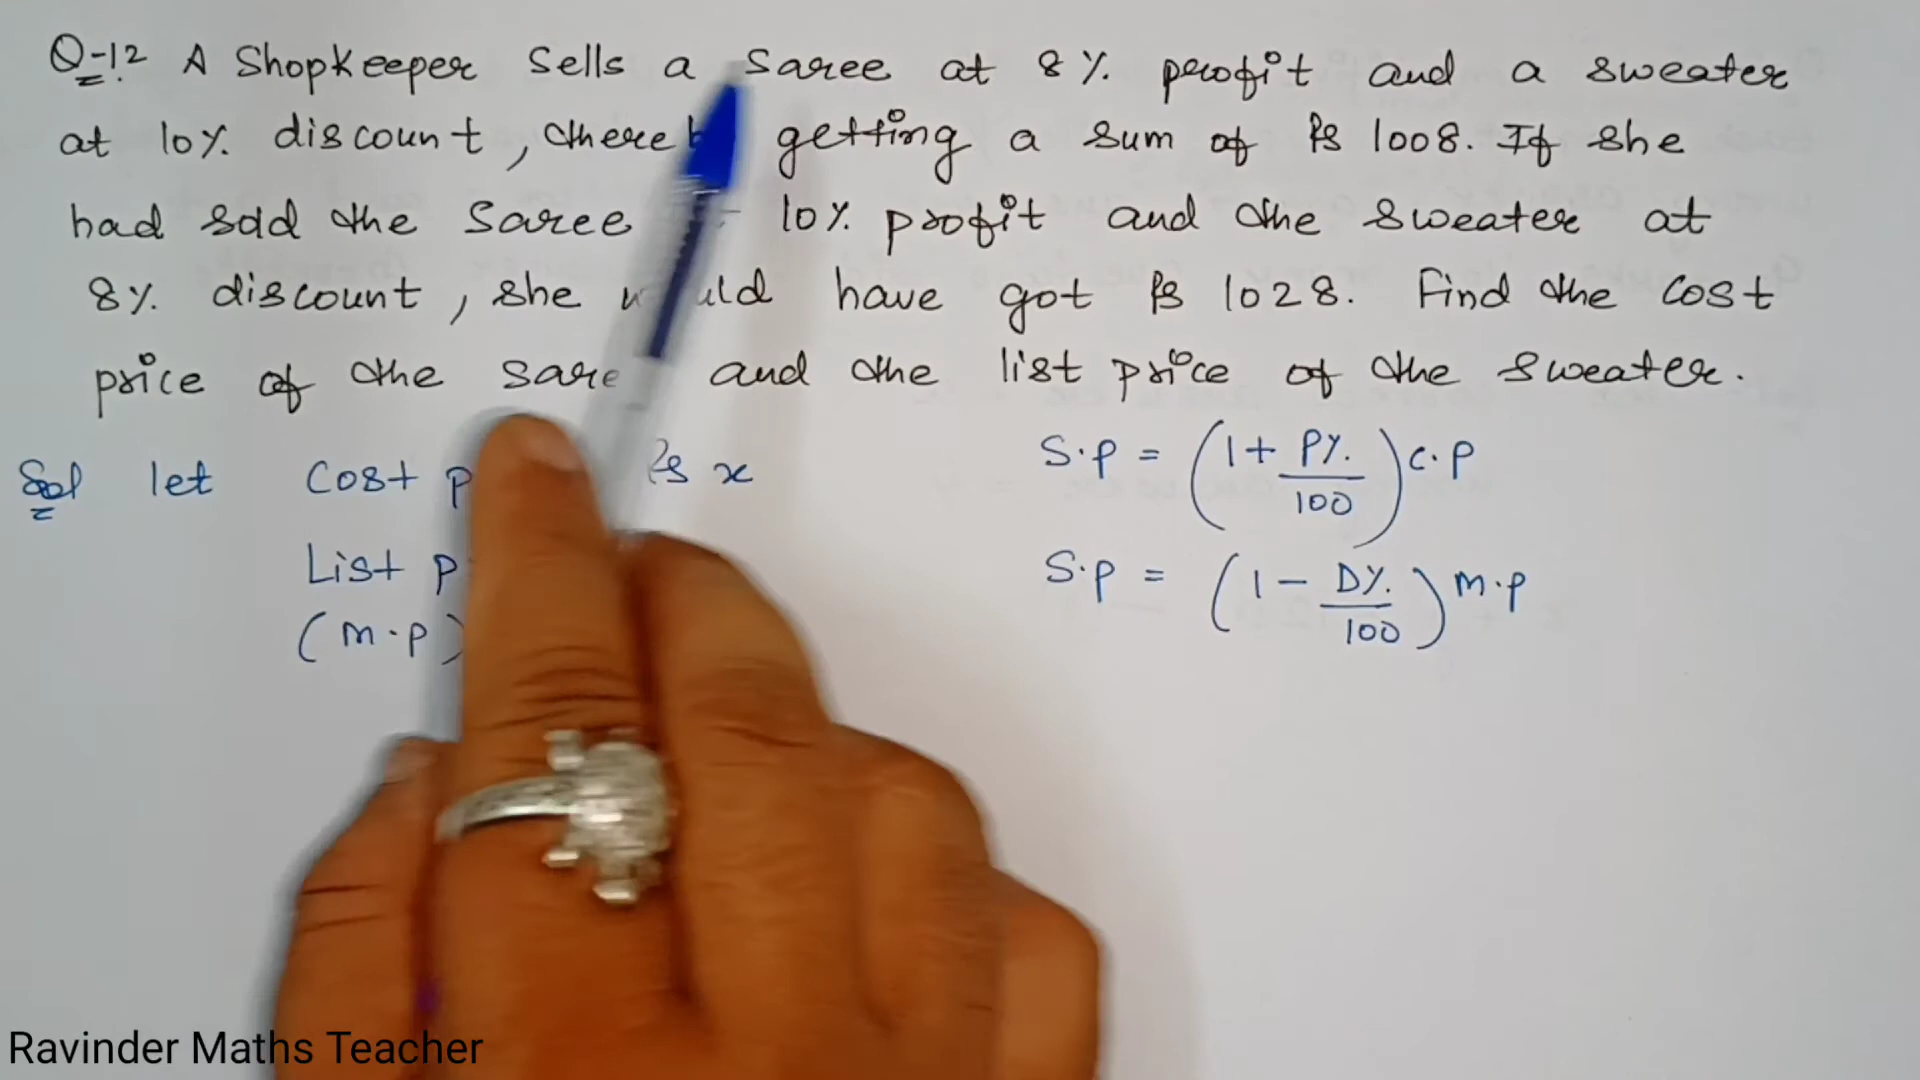 Q-12 A Shopkeeper sells a saree at 8% profit and a sweater
at 10% discount, getting a sum of Rs 1008. If she
had sold the saree 10% profit and the sweater at
8% discount, she have got Rs 1028. Find the cost
price of the and the list price of the sweater.
Sol let Cost Rs x
List
(m.p)
S.p = (1 + P%/100) C.P
S.p = (1 - D%/100) m.p
Ravinder Maths Teacher